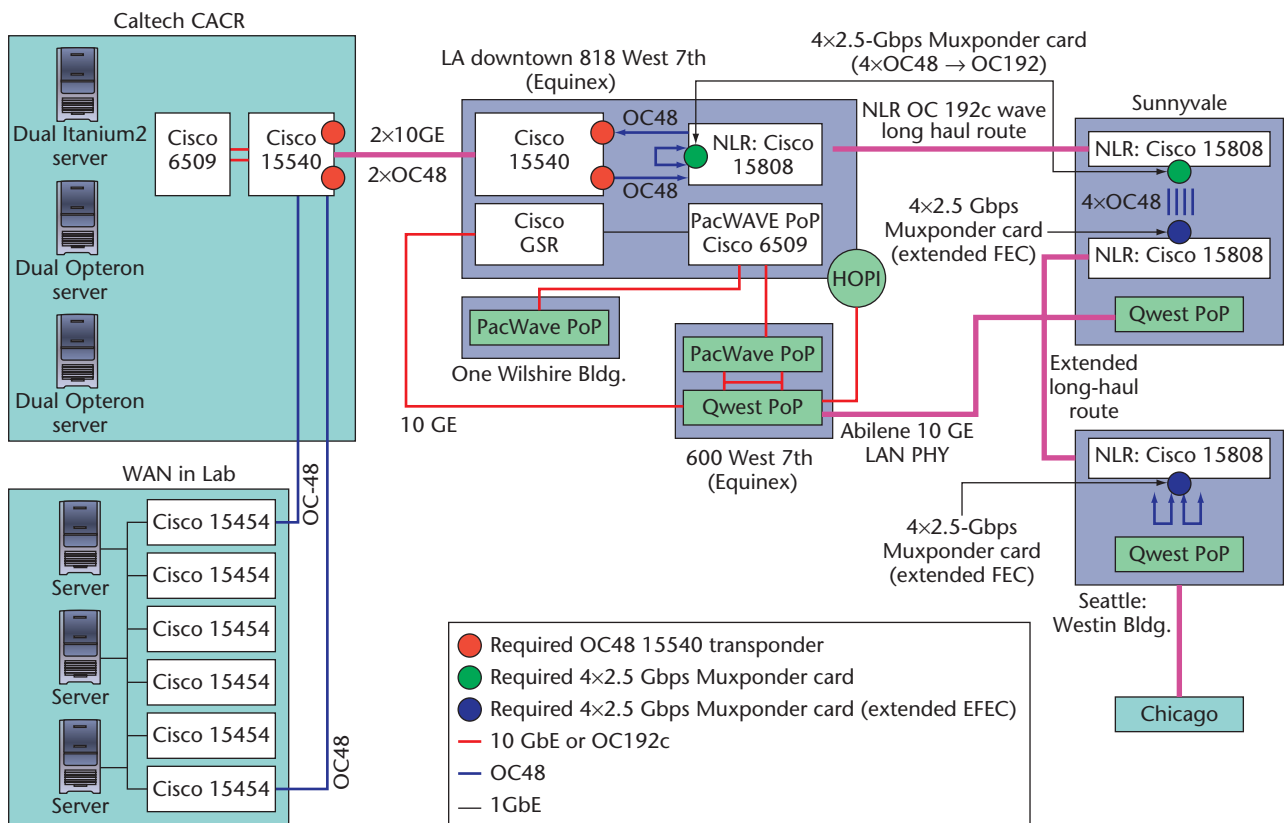 Caltech CACR
Dual Itanium2
server
Dual Opteron
server
Dual Opteron
server
Cisco
6509
Cisco
15540
2×10GE
2×OC48
LA downtown 818 West 7th
(Equinex)
Cisco
15540
OC48
OC48
NLR: Cisco
15808
Cisco
GSR
PacWAVE PoP
Cisco 6509
HOPI
4×2.5-Gbps Muxponder card
(4×OC48 → OC192)
NLR OC 192c wave
long haul route
Sunnyvale
NLR: Cisco 15808
4×OC48
4×2.5 Gbps
Muxponder card
(extended FEC)
NLR: Cisco 15808
Qwest PoP
PacWave PoP
One Wilshire Bldg.
PacWave PoP
Qwest PoP
600 West 7th
(Equinex)
10 GE
Abilene 10 GE
LAN PHY
Extended
long-haul
route
NLR: Cisco 15808
4×2.5-Gbps
Muxponder card
(extended FEC)
Qwest PoP
Seattle:
Westin Bldg.
Chicago
WAN in Lab
OC-48
OC48
Server
Server
Server
Cisco 15454
Cisco 15454
Cisco 15454
Cisco 15454
Cisco 15454
Cisco 15454
Required OC48 15540 transponder
Required 4×2.5 Gbps Muxponder card
Required 4×2.5 Gbps Muxponder card (extended EFEC)
10 GbE or OC192c
OC48
1GbE